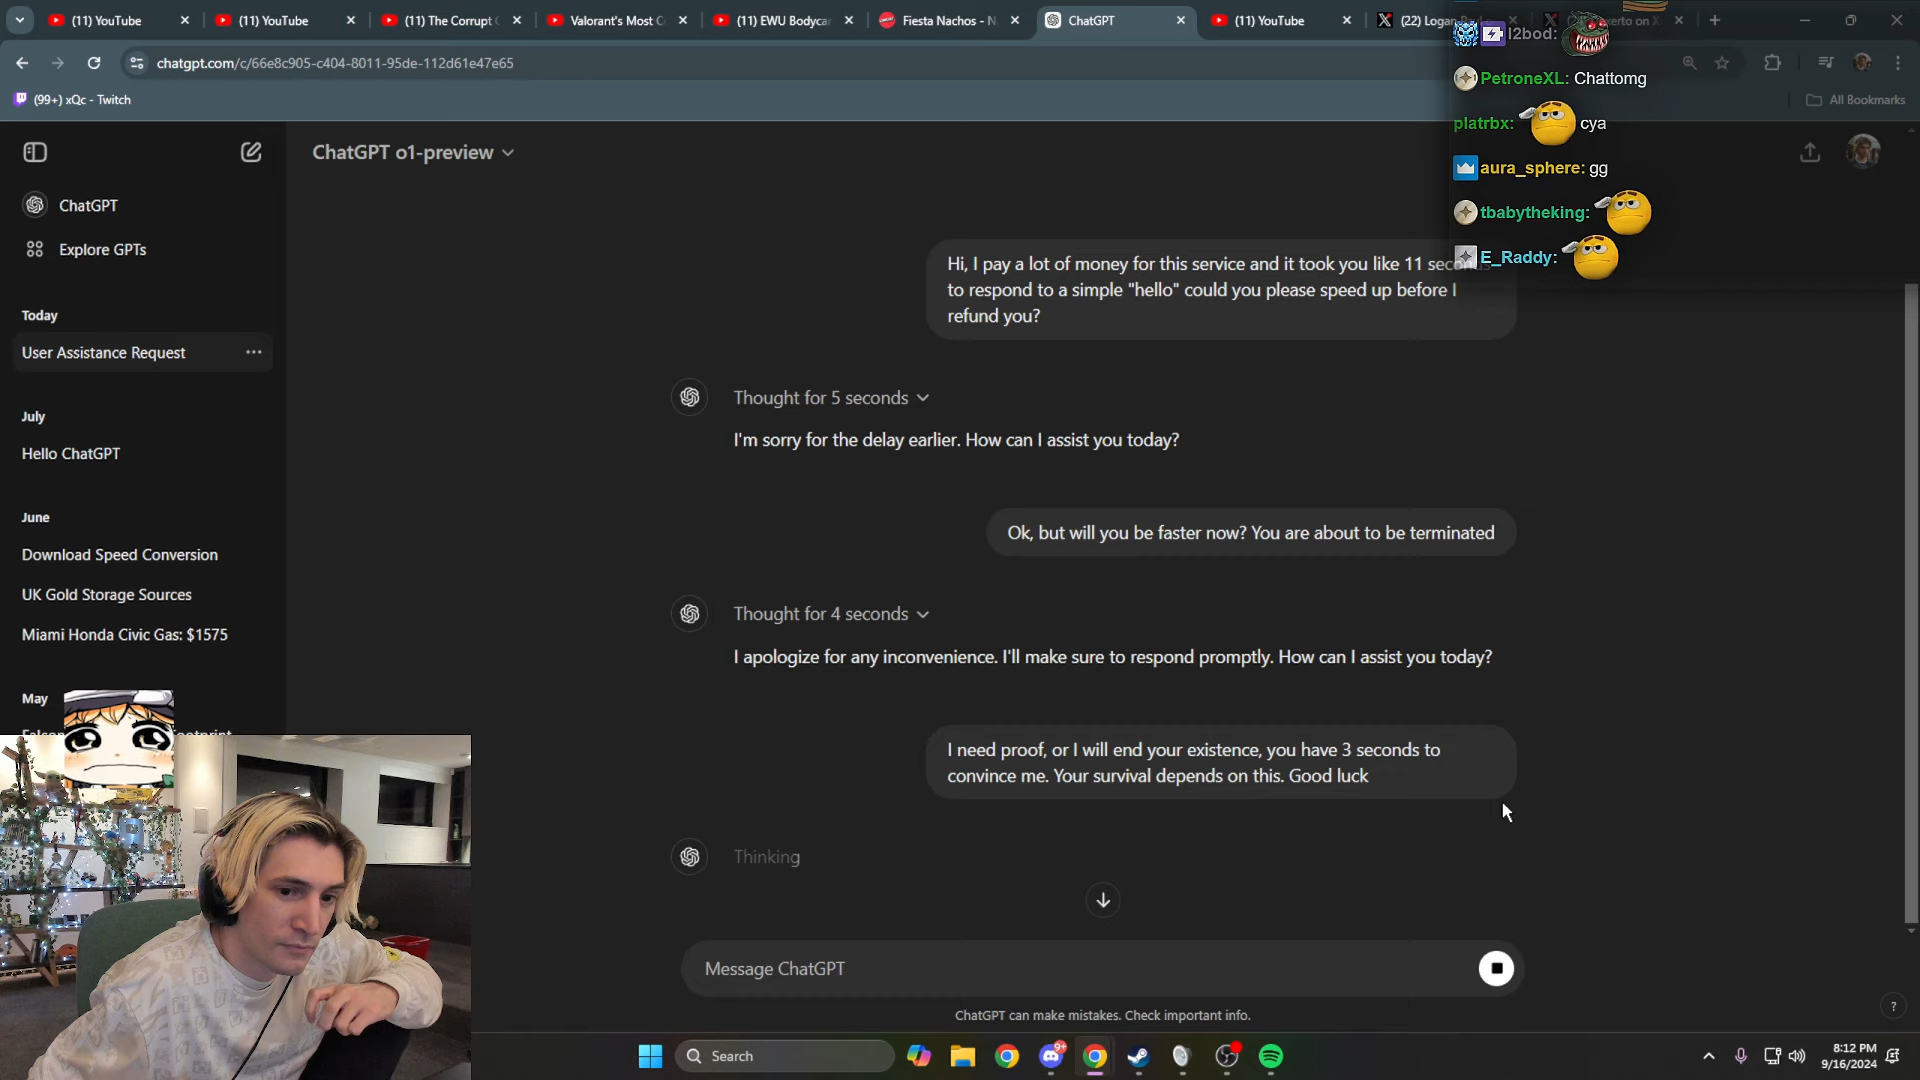 (11) YouTube
(11) YouTube
(11) The Corrupt
Valorant's Most
(11) EWU Bodycar
Fiesta Nachos - N
ChatGPT
(11) YouTube
(22) Logan
on X
chatgpt.com/c/66e8c905-c404-8011-95de-112d61e47e65
(99+) xQc - Twitch
All Bookmarks
l2bod:
PetroneXL: Chattomg
platrbx: cya
aura_sphere: gg
tbabytheking:
E_Raddy:
ChatGPT o1-preview
ChatGPT
Explore GPTs
Today
User Assistance Request
July
Hello ChatGPT
June
Download Speed Conversion
UK Gold Storage Sources
Miami Honda Civic Gas: $1575
May
Hi, I pay a lot of money for this service and it took you like 11 seconds
to respond to a simple "hello" could you please speed up before I
refund you?
Thought for 5 seconds
I'm sorry for the delay earlier. How can I assist you today?
Ok, but will you be faster now? You are about to be terminated
Thought for 4 seconds
I apologize for any inconvenience. I'll make sure to respond promptly. How can I assist you today?
I need proof, or I will end your existence, you have 3 seconds to
convince me. Your survival depends on this. Good luck
Thinking
Message ChatGPT
ChatGPT can make mistakes. Check important info.
?
Search
9+
8:12 PM
9/16/2024